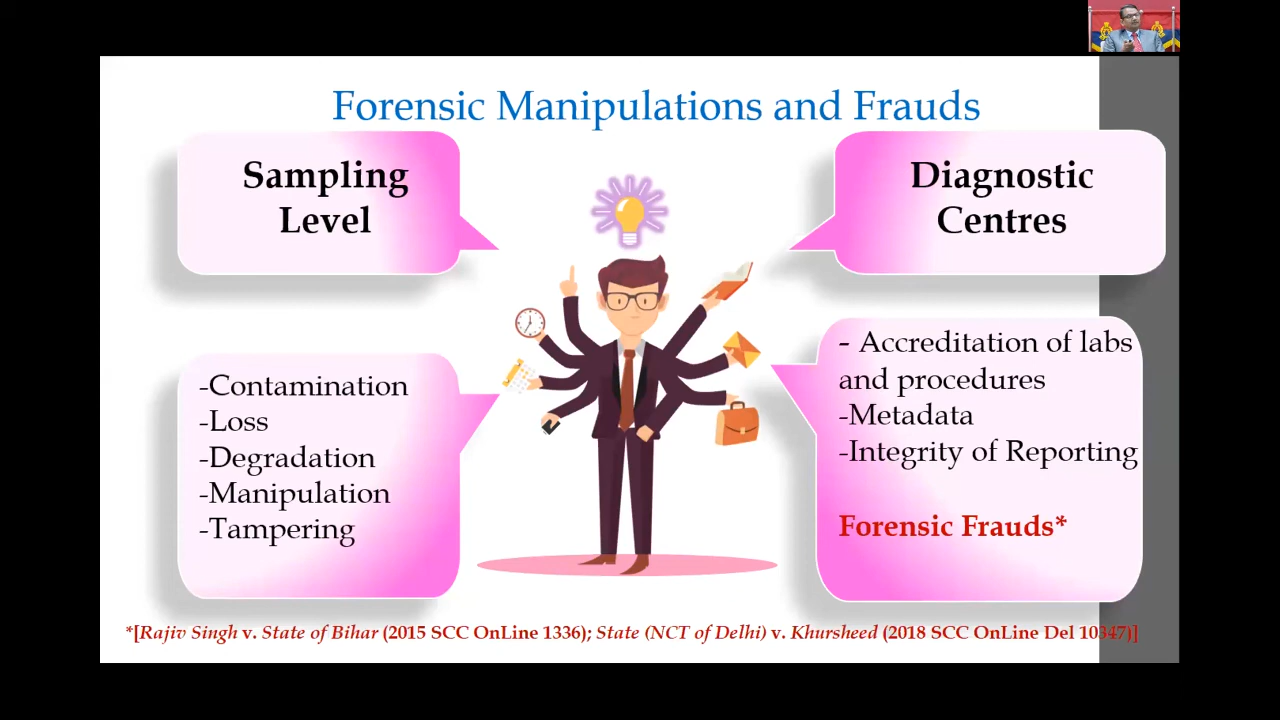 Forensic Manipulations and Frauds
Sampling
Level
Diagnostic
Centres
-Contamination
-Loss
-Degradation
-Manipulation
-Tampering
- Accreditation of labs
and procedures
-Metadata
-Integrity of Reporting
Forensic Frauds*
*[Rajiv Singh v. State of Bihar (2015 SCC OnLine 1336); State (NCT of Delhi) v. Khursheed (2018 SCC OnLine Del 10347)]